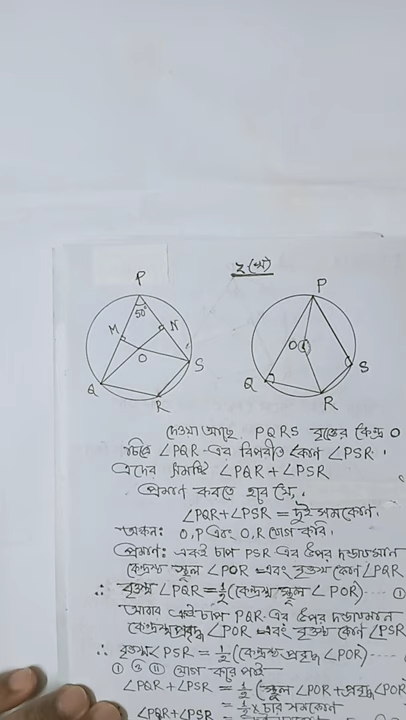 ২(খ)
P
P
50°
M
N
O
O
S
S
Q
Q
R
R
দেওয়া আছে, PQRS বৃত্তের কেন্দ্র O
চিত্রে ∠PQR-এর বিপরীত কোণ ∠PSR.
এদের সমষ্টি ∠PQR+∠PSR
প্রমাণ করতে হবে যে,
∠PQR+∠PSR = দুই সমকোণ.
অঙ্কন: O,P এবং O,R যোগ করি।
প্রমাণ: একই চাপ PSR এর উপর দন্ডায়মান
কেন্দ্রস্থ স্থূল ∠POR এবং বৃত্তস্থ কোণ ∠PQR
∴ বৃত্তস্থ ∠PQR = ½ (কেন্দ্রস্থ স্থূল ∠POR) ---- ①
আবার একই চাপ PQR এর উপর দন্ডায়মান
কেন্দ্রস্থ প্রবৃদ্ধ ∠POR এবং বৃত্তস্থ কোণ ∠PSR
∴ বৃত্তস্থ ∠PSR = ½ (কেন্দ্রস্থ প্রবৃদ্ধ ∠POR) ----
① ও ⑪ যোগ করে পাই
∠PQR+∠PSR = ½ (স্থূল ∠POR+প্রবৃদ্ধ ∠POR
= ½ × চার সমকোণ
∠PQR+∠PSR =